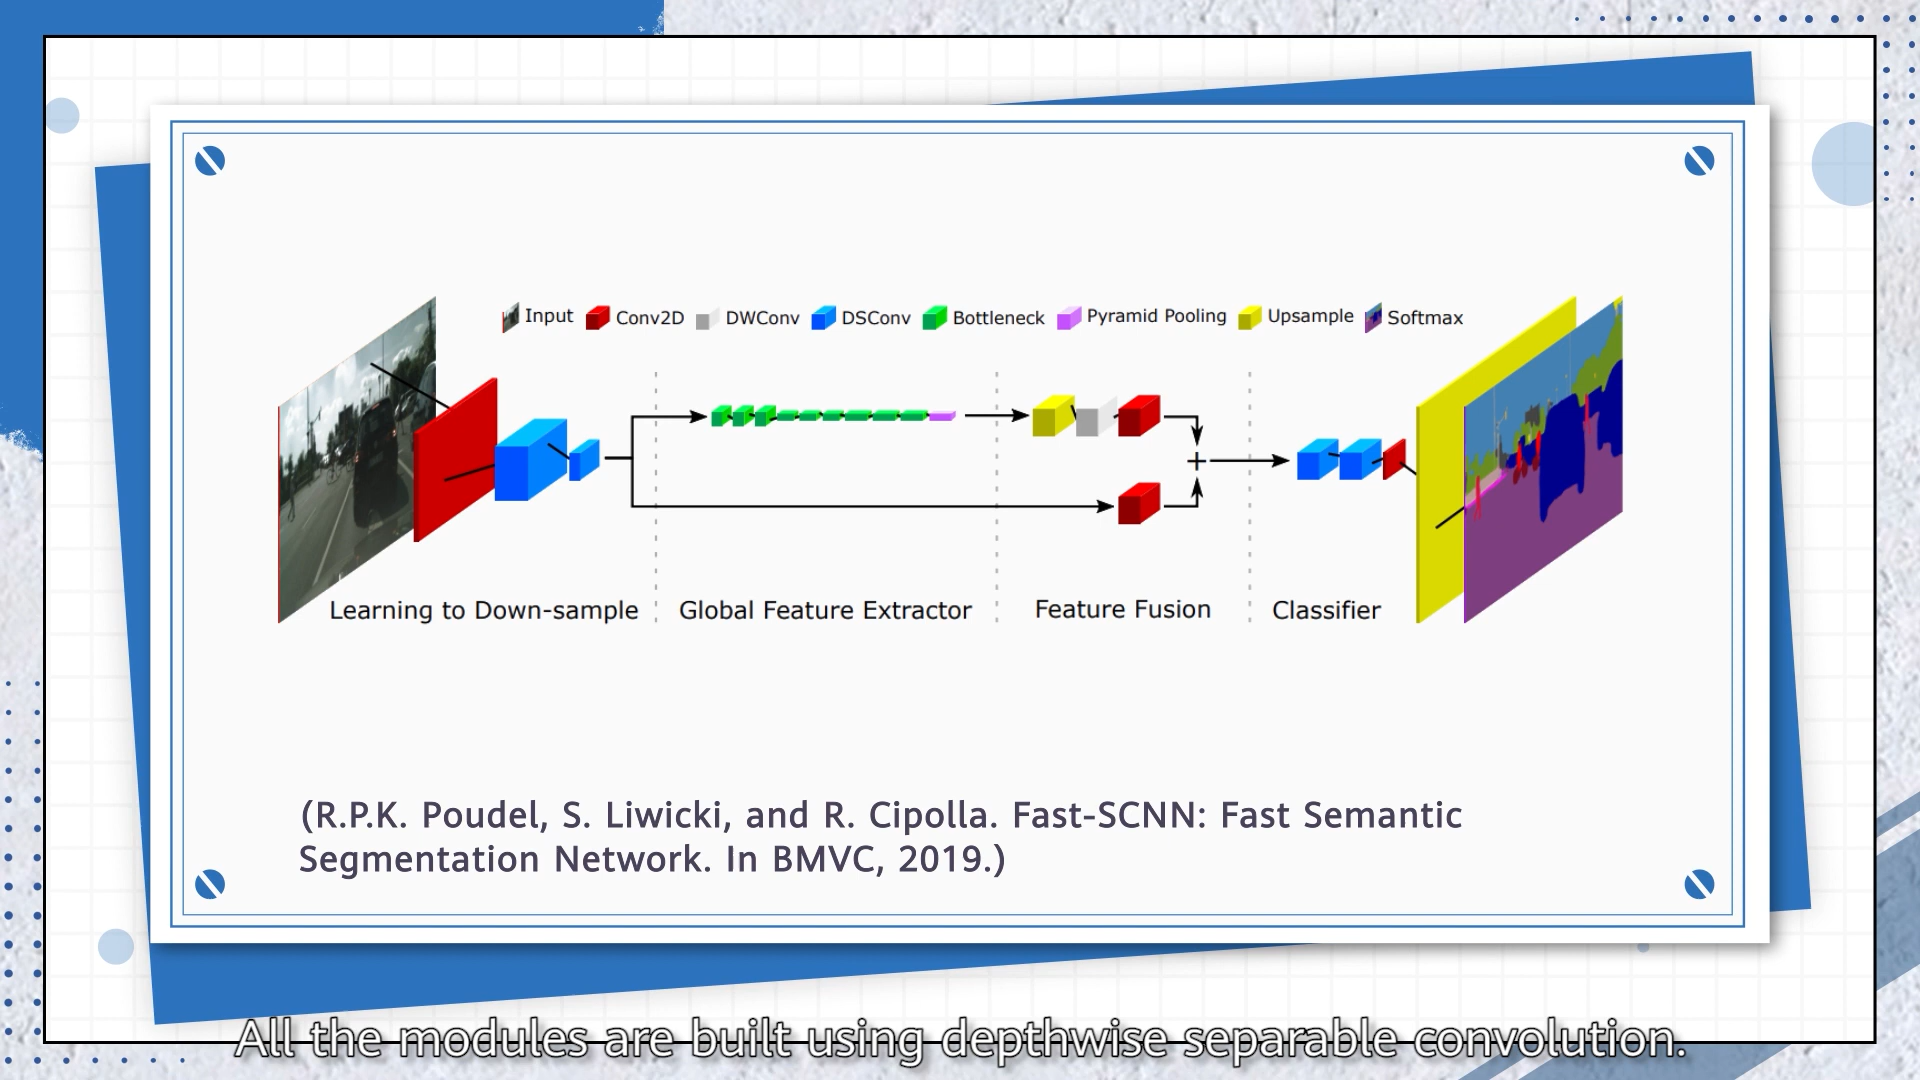 Input Conv2D DWConv DSConv Bottleneck Pyramid Pooling Upsample Softmax
+
Learning to Down-sample Global Feature Extractor Feature Fusion Classifier
(R.P.K. Poudel, S. Liwicki, and R. Cipolla. Fast-SCNN: Fast Semantic
Segmentation Network. In BMVC, 2019.)
All the modules are built using depthwise separable convolution.